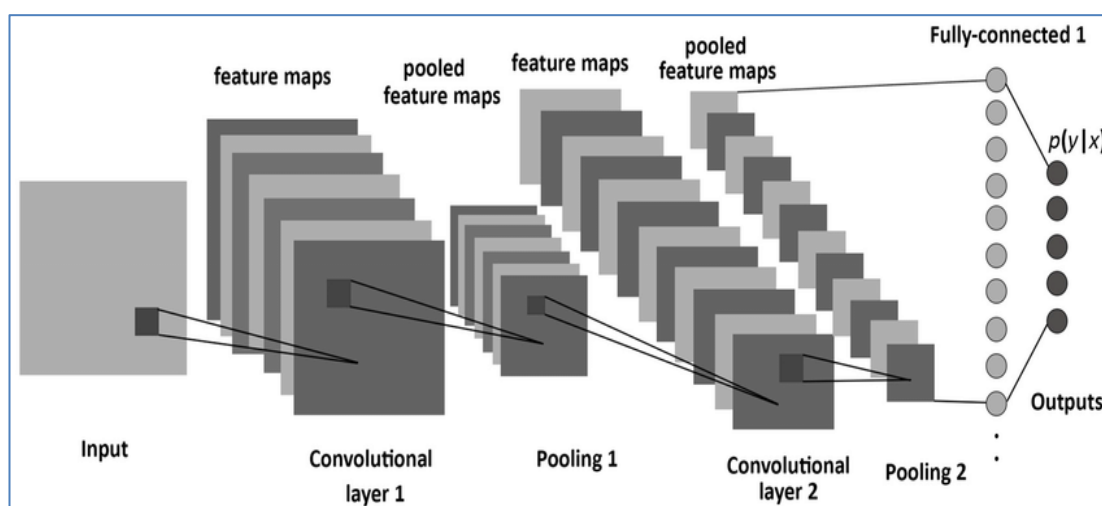 feature maps
pooled
feature maps
feature maps
pooled
feature maps
Fully-connected 1
p(y|x)
Outputs
Input
Convolutional
layer 1
Pooling 1
Convolutional
layer 2
Pooling 2